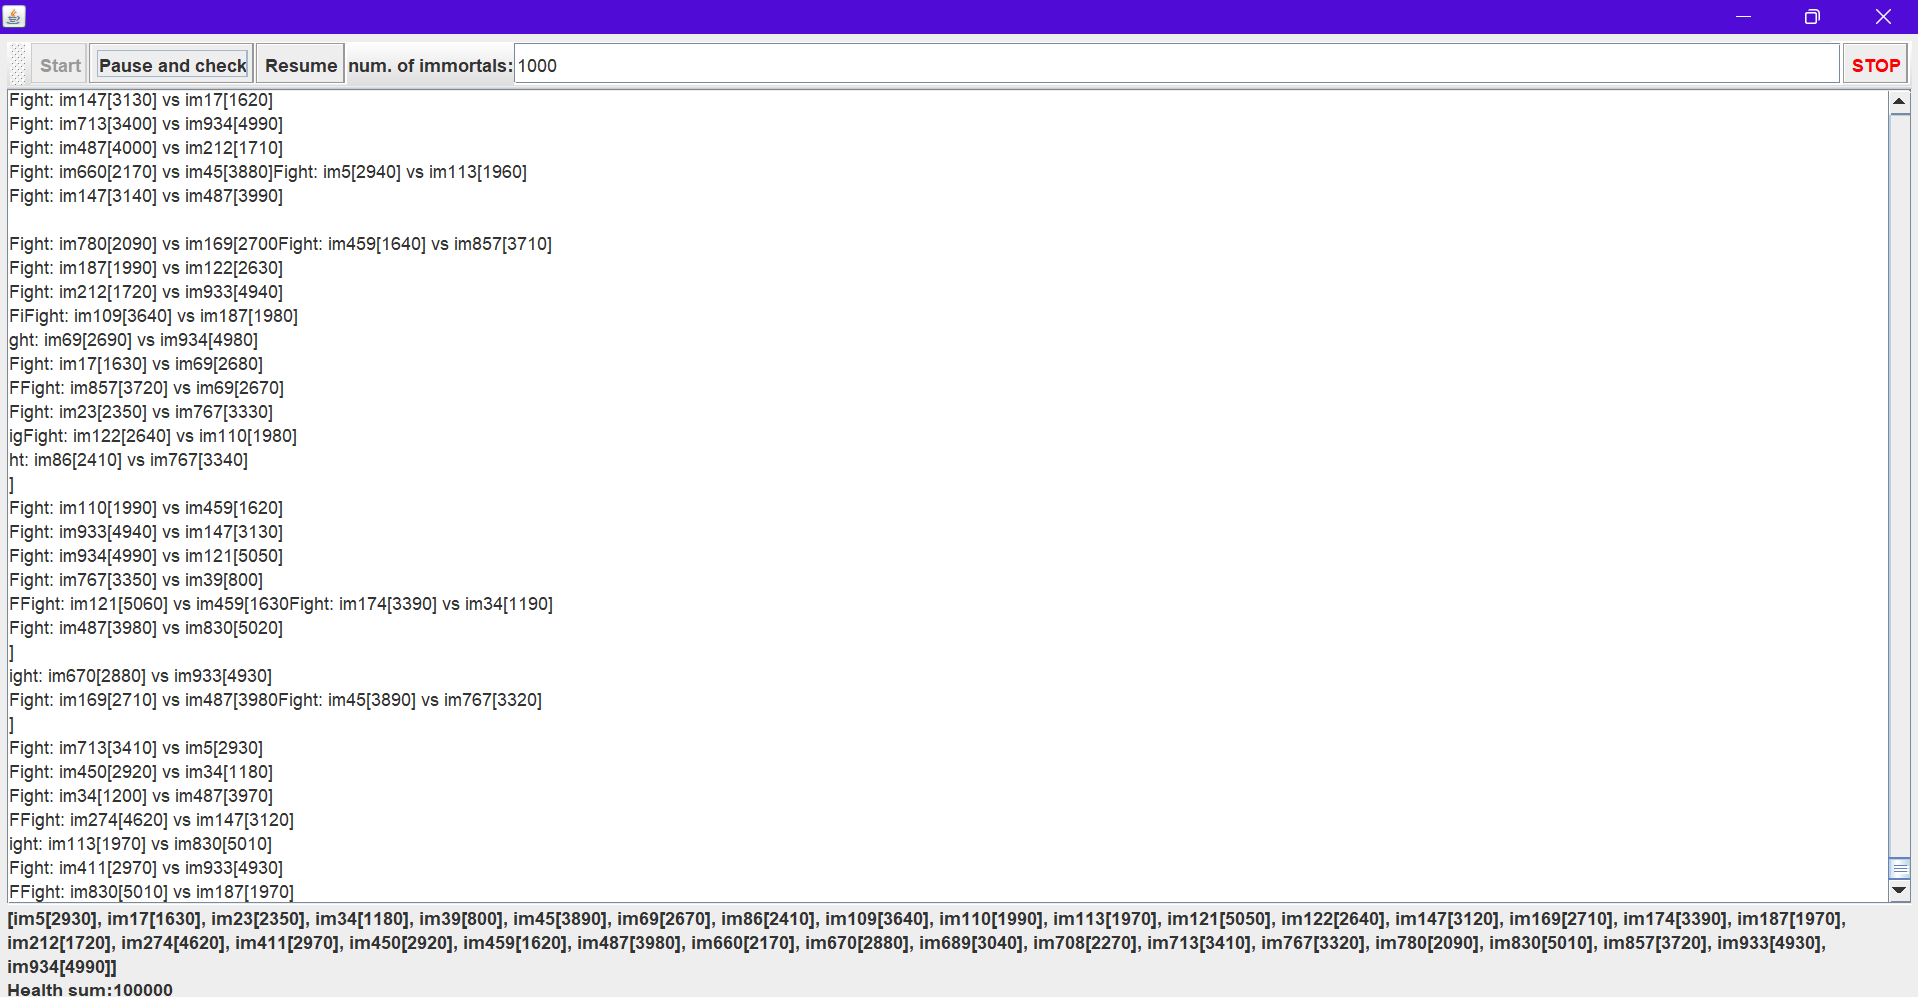 Start Pause and check Resume num. of immortals: 1000 STOP
Fight: im147[3130] vs im17[1620]
Fight: im713[3400] vs im934[4990]
Fight: im487[4000] vs im212[1710]
Fight: im660[2170] vs im45[3880]Fight: im5[2940] vs im113[1960]
Fight: im147[3140] vs im487[3990]
Fight: im780[2090] vs im169[2700Fight: im459[1640] vs im857[3710]
Fight: im187[1990] vs im122[2630]
Fight: im212[1720] vs im933[4940]
FiFight: im109[3640] vs im187[1980]
ght: im69[2690] vs im934[4980]
Fight: im17[1630] vs im69[2680]
FFight: im857[3720] vs im69[2670]
Fight: im23[2350] vs im767[3330]
igFight: im122[2640] vs im110[1980]
ht: im86[2410] vs im767[3340]
]
Fight: im110[1990] vs im459[1620]
Fight: im933[4940] vs im147[3130]
Fight: im934[4990] vs im121[5050]
Fight: im767[3350] vs im39[800]
FFight: im121[5060] vs im459[1630Fight: im174[3390] vs im34[1190]
Fight: im487[3980] vs im830[5020]
]
ight: im670[2880] vs im933[4930]
Fight: im169[2710] vs im487[3980Fight: im45[3890] vs im767[3320]
]
Fight: im713[3410] vs im5[2930]
Fight: im450[2920] vs im34[1180]
Fight: im34[1200] vs im487[3970]
FFight: im274[4620] vs im147[3120]
ight: im113[1970] vs im830[5010]
Fight: im411[2970] vs im933[4930]
FFight: im830[5010] vs im187[1970]
[im5[2930], im17[1630], im23[2350], im34[1180], im39[800], im45[3890], im69[2670], im86[2410], im109[3640], im110[1990], im113[1970], im121[5050], im122[2640], im147[3120], im169[2710], im174[3390], im187[1970],
im212[1720], im274[4620], im411[2970], im450[2920], im459[1620], im487[3980], im660[2170], im670[2880], im689[3040], im708[2270], im713[3410], im767[3320], im780[2090], im830[5010], im857[3720], im933[4930],
im934[4990]]
Health sum:100000